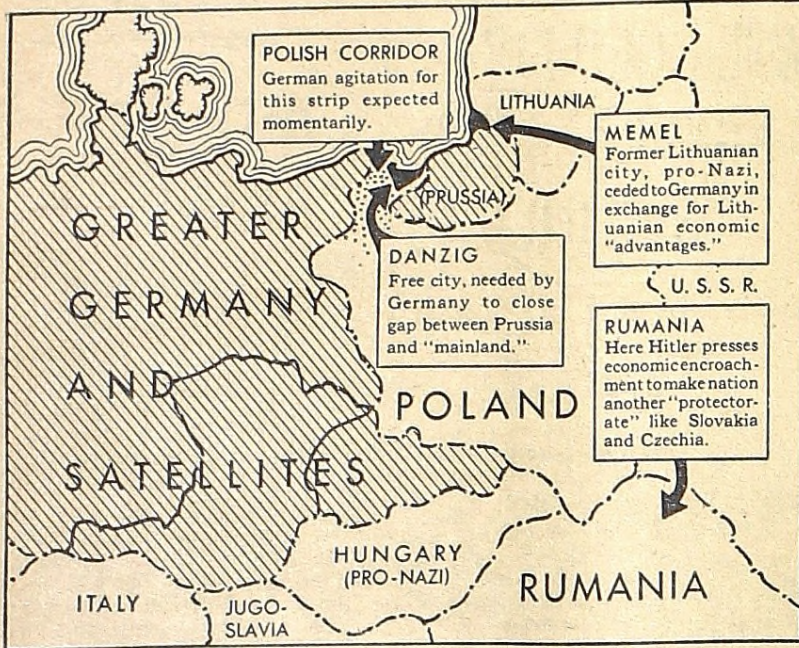 POLISH CORRIDOR
German agitation for
this strip expected
momentarily.
LITHUANIA
MEMEL
Former Lithuanian
city, pro-Nazi,
ceded to Germany in
exchange for Lith-
uanian economic
"advantages."
(PRUSSIA)
GREATER
GERMANY
AND
SATELLITES
DANZIG
Free city, needed by
Germany to close
gap between Prussia
and "mainland."
U. S. S. R.
RUMANIA
Here Hitler presses
economic encroach-
ment to make nation
another "protector-
ate" like Slovakia
and Czechia.
POLAND
HUNGARY
(PRO-NAZI)
RUMANIA
ITALY
JUGO-
SLAVIA